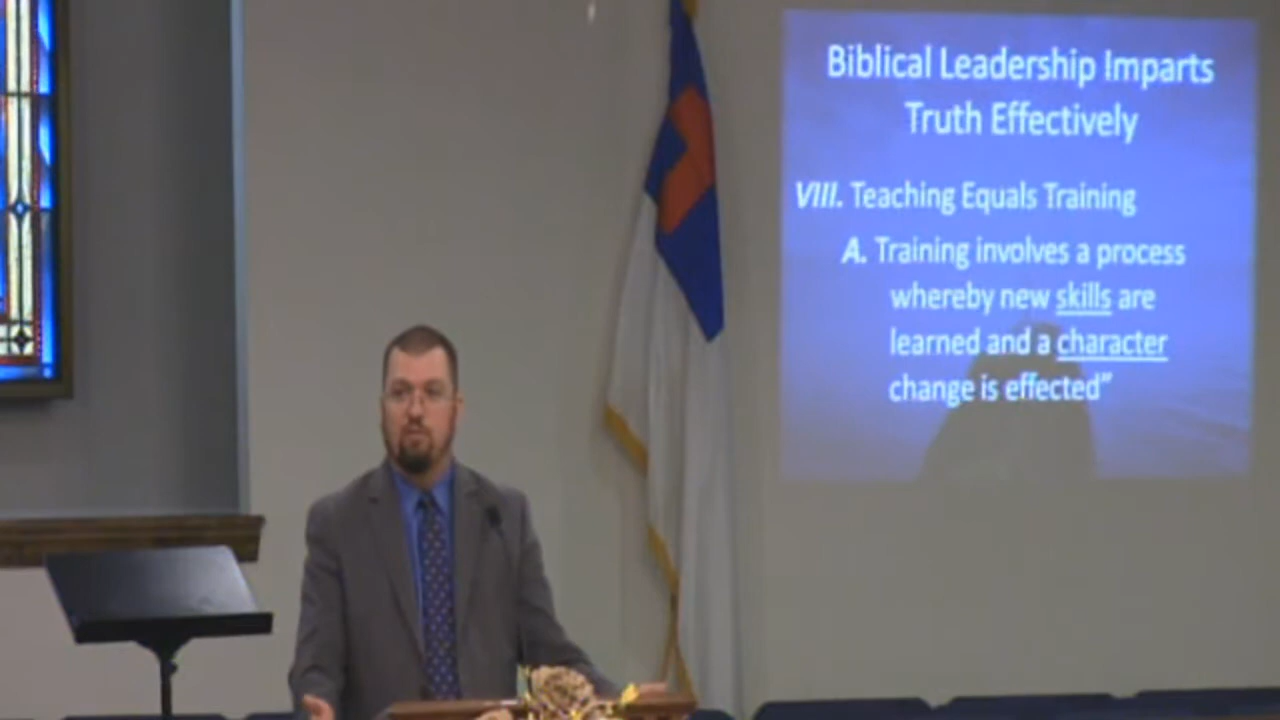 Biblical Leadership Imparts
Truth Effectively
VIII. Teaching Equals Training
A. Training involves a process
whereby new skills are
learned and a character
change is effected”